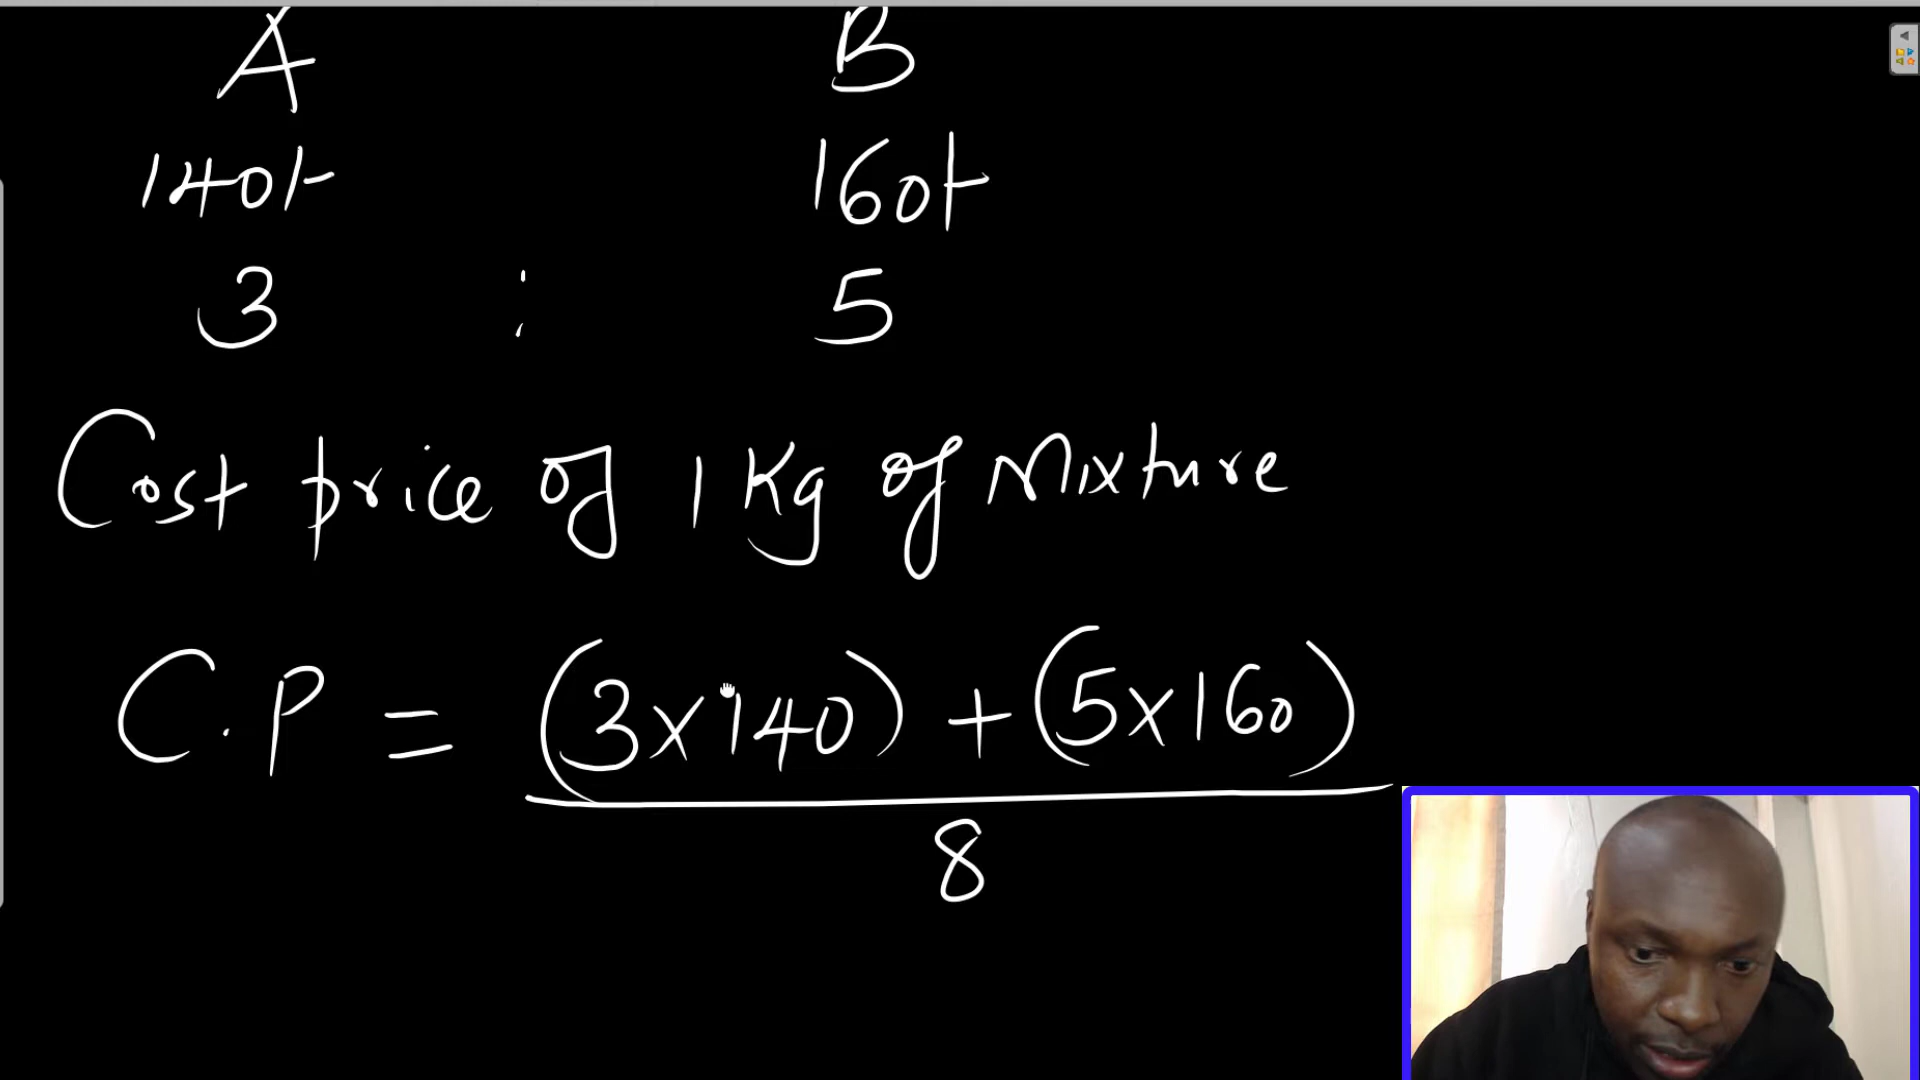 A B
140/- 160/-
3 : 5
Cost price of 1 Kg of Mixture
C.P = (3x140) + (5x160)
8